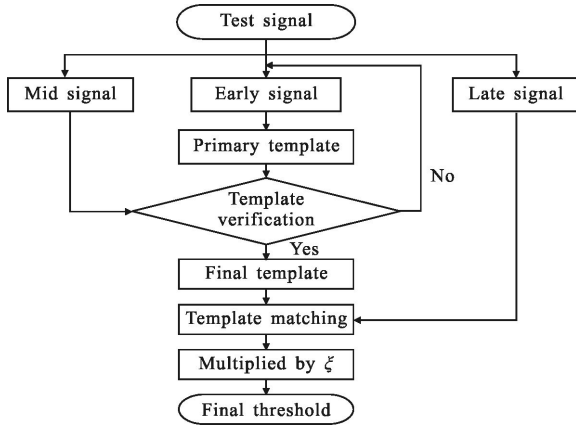 Test signal
Mid signal
Early signal
Late signal
Primary template
No
Template
verification
Yes
Final template
Template matching
Multiplied by ξ
Final threshold